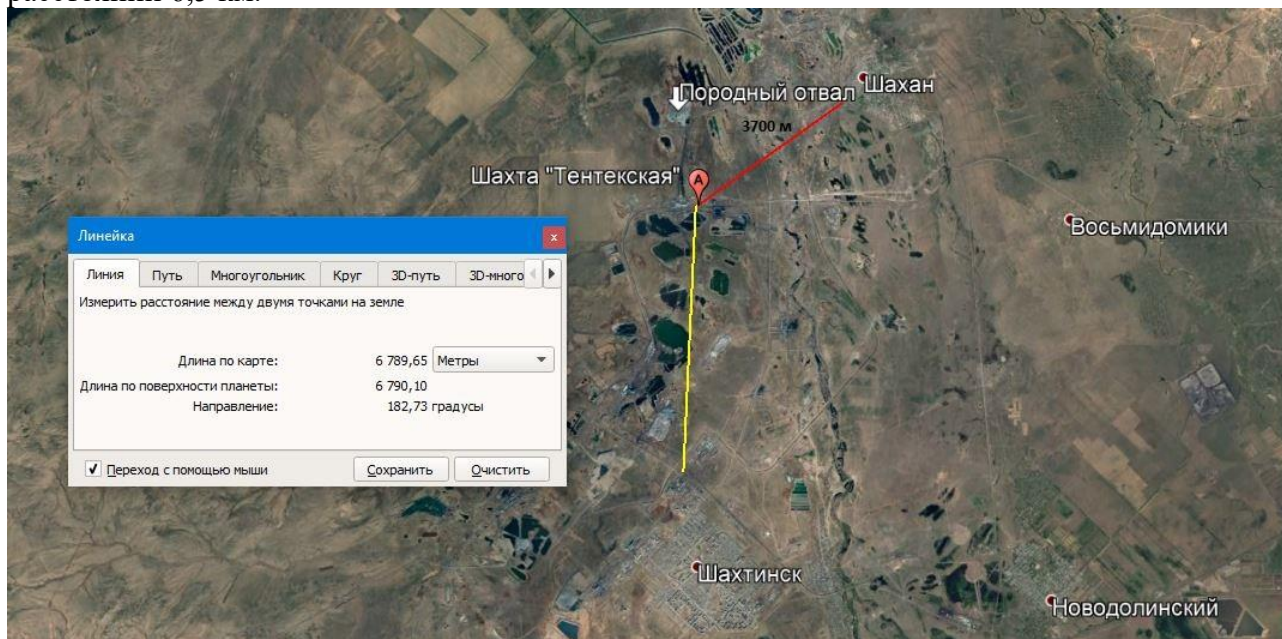 Породный отвал
Шахан
3700 м
Шахта "Тентекская"
A
Восьмидомики
Линейка
x
Линия Путь Многоугольник Круг 3D-путь 3D-много
Измерить расстояние между двумя точками на земле
Длина по карте: 6 789,65 Метры
Длина по поверхности планеты: 6 790,10
Направление: 182,73 градусы
Переход с помощью мыши Сохранить Очистить
Шахтинск
Новодолинский